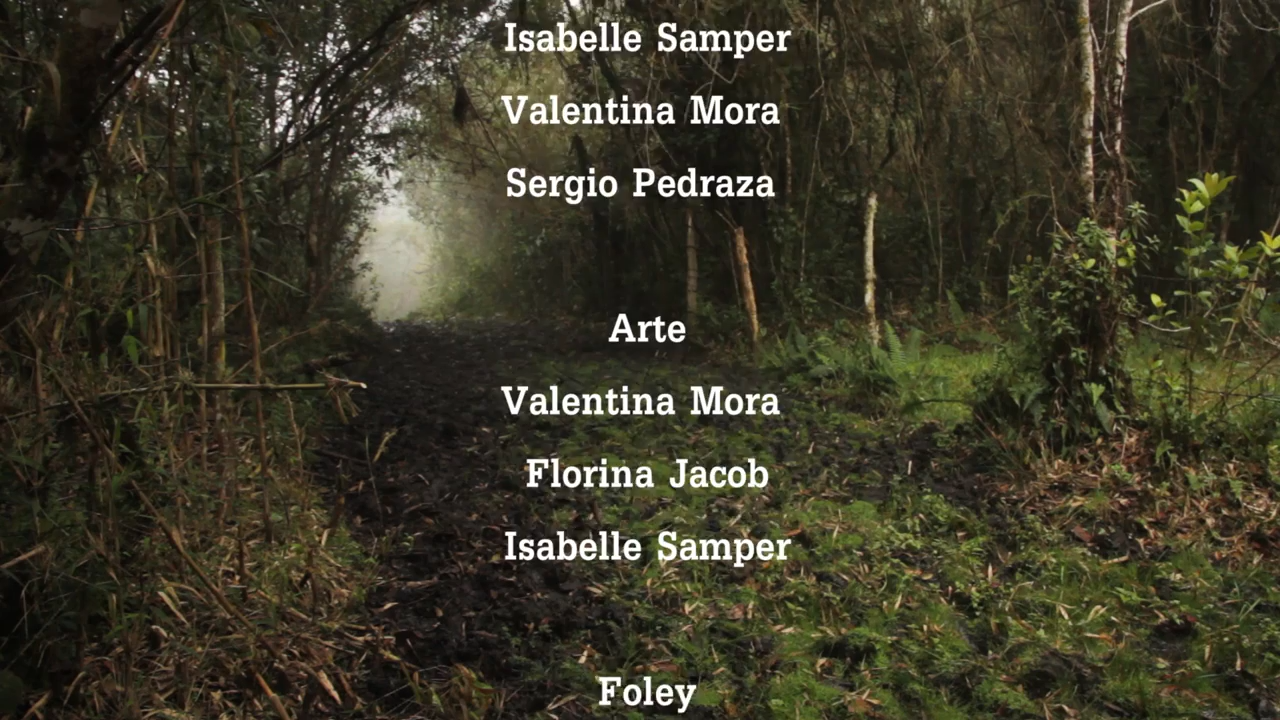 Isabelle Samper
Valentina Mora
Sergio Pedraza
Arte
Valentina Mora
Florina Jacob
Isabelle Samper
Foley